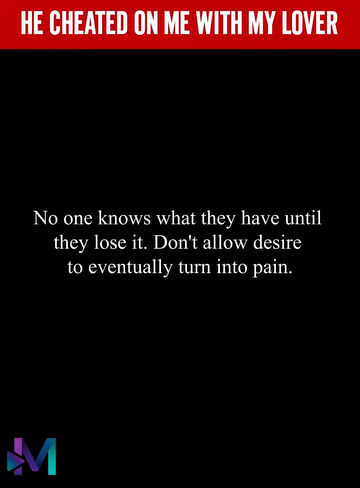 HE CHEATED ON ME WITH MY LOVER
No one knows what they have until
they lose it. Don't allow desire
to eventually turn into pain.
M